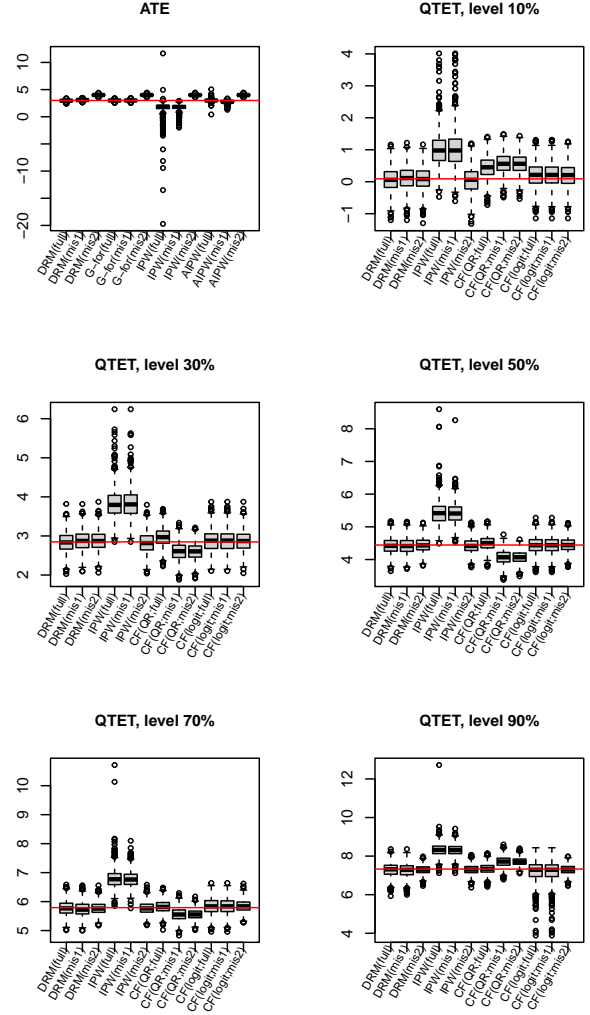 ATE
QTET, level 10%
10
5
0
−10
−20
DRM(full)
DRM(mis1)
DRM(mis2)
G−for(full)
G−for(mis1)
G−for(mis2)
IPW(full)
IPW(mis1)
IPW(mis2)
AIPW(full)
AIPW(mis1)
AIPW(mis2)
4
3
2
1
0
−1
DRM(full)
DRM(mis1)
DRM(mis2)
IPW(full)
IPW(mis1)
IPW(mis2)
CF(QR;full)
CF(QR;mis1)
CF(QR;mis2)
CF(logit;full)
CF(logit;mis1)
CF(logit;mis2)
QTET, level 30%
QTET, level 50%
6
5
4
3
2
DRM(full)
DRM(mis1)
DRM(mis2)
IPW(full)
IPW(mis1)
IPW(mis2)
CF(QR;full)
CF(QR;mis1)
CF(QR;mis2)
CF(logit;full)
CF(logit;mis1)
CF(logit;mis2)
8
7
6
5
4
DRM(full)
DRM(mis1)
DRM(mis2)
IPW(full)
IPW(mis1)
IPW(mis2)
CF(QR;full)
CF(QR;mis1)
CF(QR;mis2)
CF(logit;full)
CF(logit;mis1)
CF(logit;mis2)
QTET, level 70%
QTET, level 90%
10
9
8
7
6
5
DRM(full)
DRM(mis1)
DRM(mis2)
IPW(full)
IPW(mis1)
IPW(mis2)
CF(QR;full)
CF(QR;mis1)
CF(QR;mis2)
CF(logit;full)
CF(logit;mis1)
CF(logit;mis2)
12
10
8
6
4
DRM(full)
DRM(mis1)
DRM(mis2)
IPW(full)
IPW(mis1)
IPW(mis2)
CF(QR;full)
CF(QR;mis1)
CF(QR;mis2)
CF(logit;full)
CF(logit;mis1)
CF(logit;mis2)